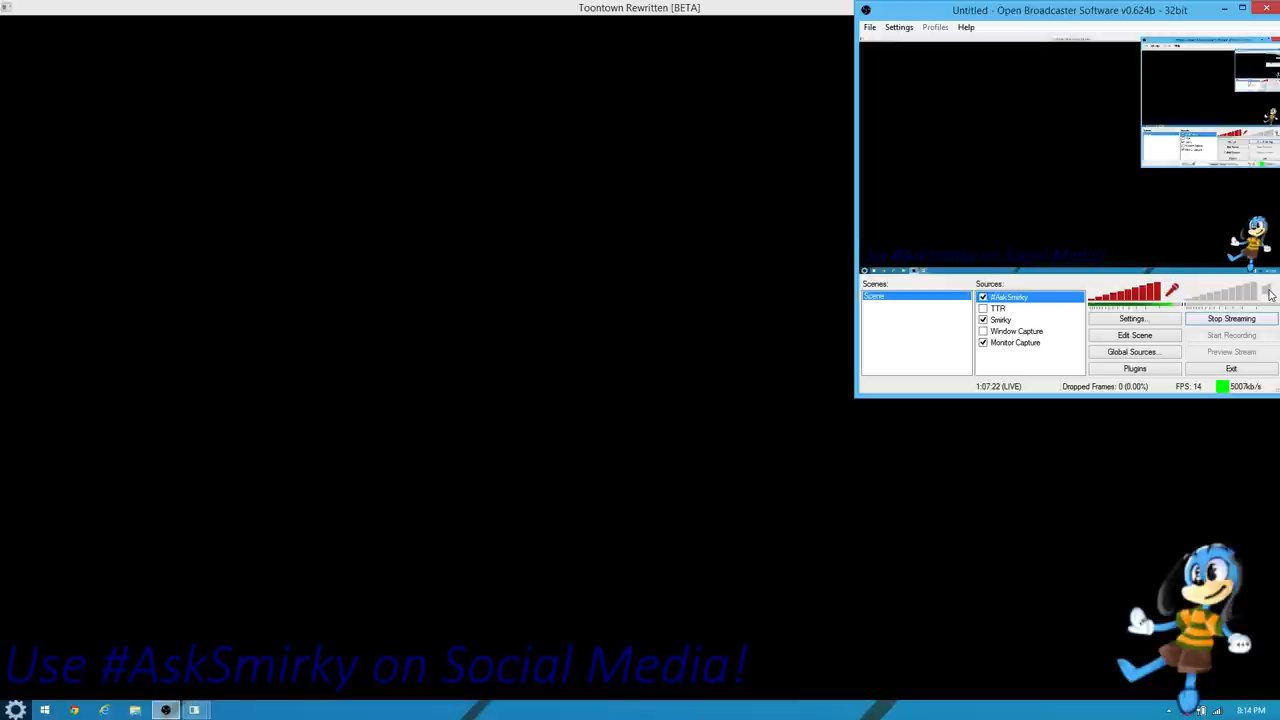 Toontown Rewritten [BETA]
Untitled - Open Broadcaster Software v0.624b - 32bit
File Settings Profiles Help
Scenes:
Scene
Sources:
#AskSmirky
TTR
Smirky
Window Capture
Monitor Capture
Settings...
Stop Streaming
Edit Scene
Start Recording
Global Sources...
Preview Stream
Plugins
Exit
1:07:22 (LIVE)
Dropped Frames: 0 (0.00%)
FPS: 14
5007kb/s
Use #AskSmirky on Social Media!
8:14 PM